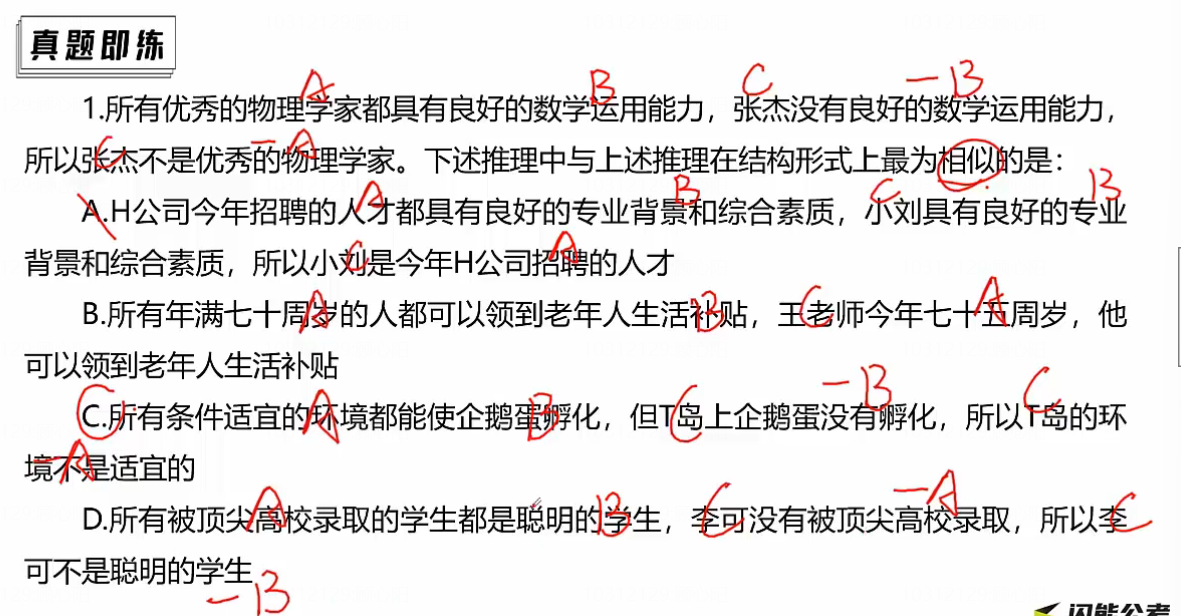 真题即练
A B C -B
1.所有优秀的物理学家都具有良好的数学运用能力，张杰没有良好的数学运用能力，
C -A
所以张杰不是优秀的物理学家。下述推理中与上述推理在结构形式上最为相似的是：
A B C B
A.H公司今年招聘的人才都具有良好的专业背景和综合素质，小刘具有良好的专业
C A
背景和综合素质，所以小刘是今年H公司招聘的人才
A B C A
B.所有年满七十周岁的人都可以领到老年人生活补贴，王老师今年七十五周岁，他
可以领到老年人生活补贴
A B C -B C
C.所有条件适宜的环境都能使企鹅蛋孵化，但T岛上企鹅蛋没有孵化，所以T岛的环
-A
境不是适宜的
A B C -A C
D.所有被顶尖高校录取的学生都是聪明的学生，李可没有被顶尖高校录取，所以李
可不是聪明的学生
-B
闪能公考